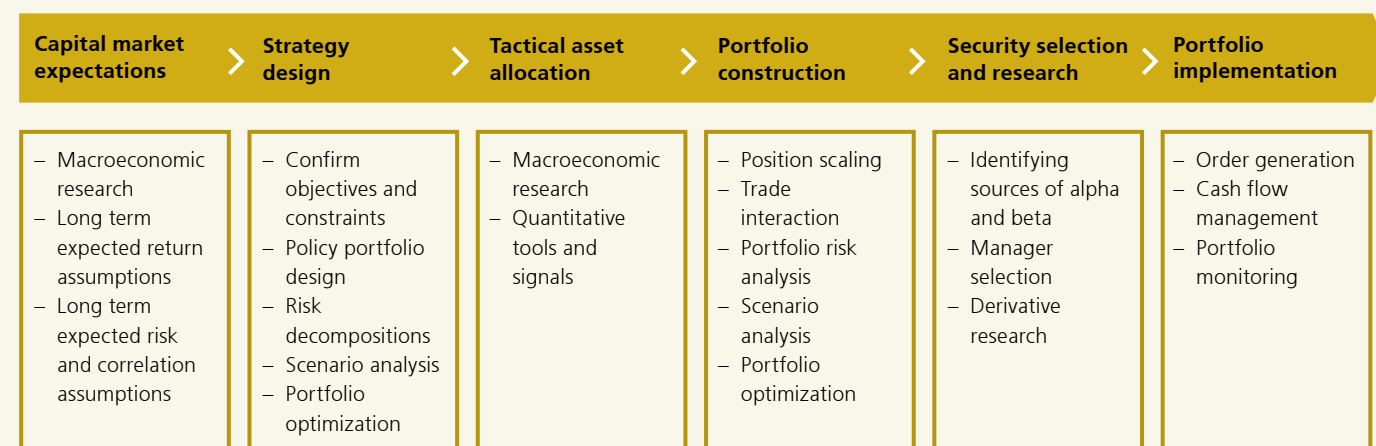 Capital market
expectations
Strategy
design
Tactical asset
allocation
Portfolio
construction
Security selection
and research
Portfolio
implementation
– Macroeconomic
research
– Long term
expected return
assumptions
– Long term
expected risk
and correlation
assumptions
– Confirm
objectives and
constraints
– Policy portfolio
design
– Risk
decompositions
– Scenario analysis
– Portfolio
optimization
– Macroeconomic
research
– Quantitative
tools and
signals
– Position scaling
– Trade
interaction
– Portfolio risk
analysis
– Scenario
analysis
– Portfolio
optimization
– Identifying
sources of alpha
and beta
– Manager
selection
– Derivative
research
– Order generation
– Cash flow
management
– Portfolio
monitoring